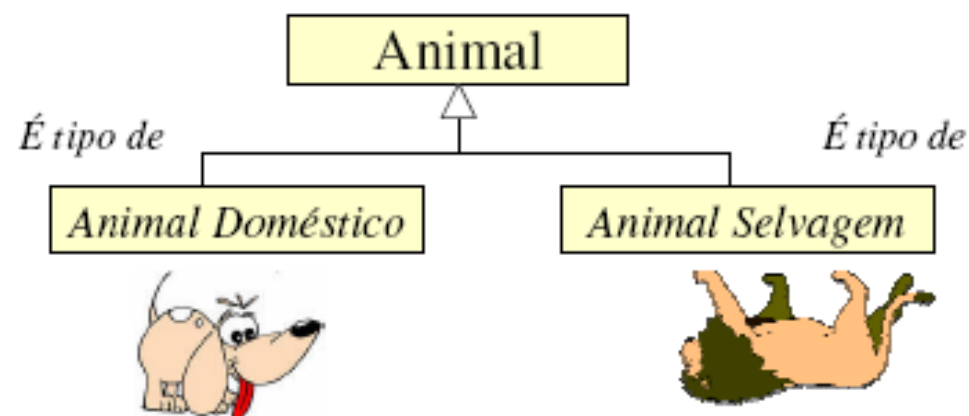 Animal
É tipo de
É tipo de
Animal Doméstico
Animal Selvagem